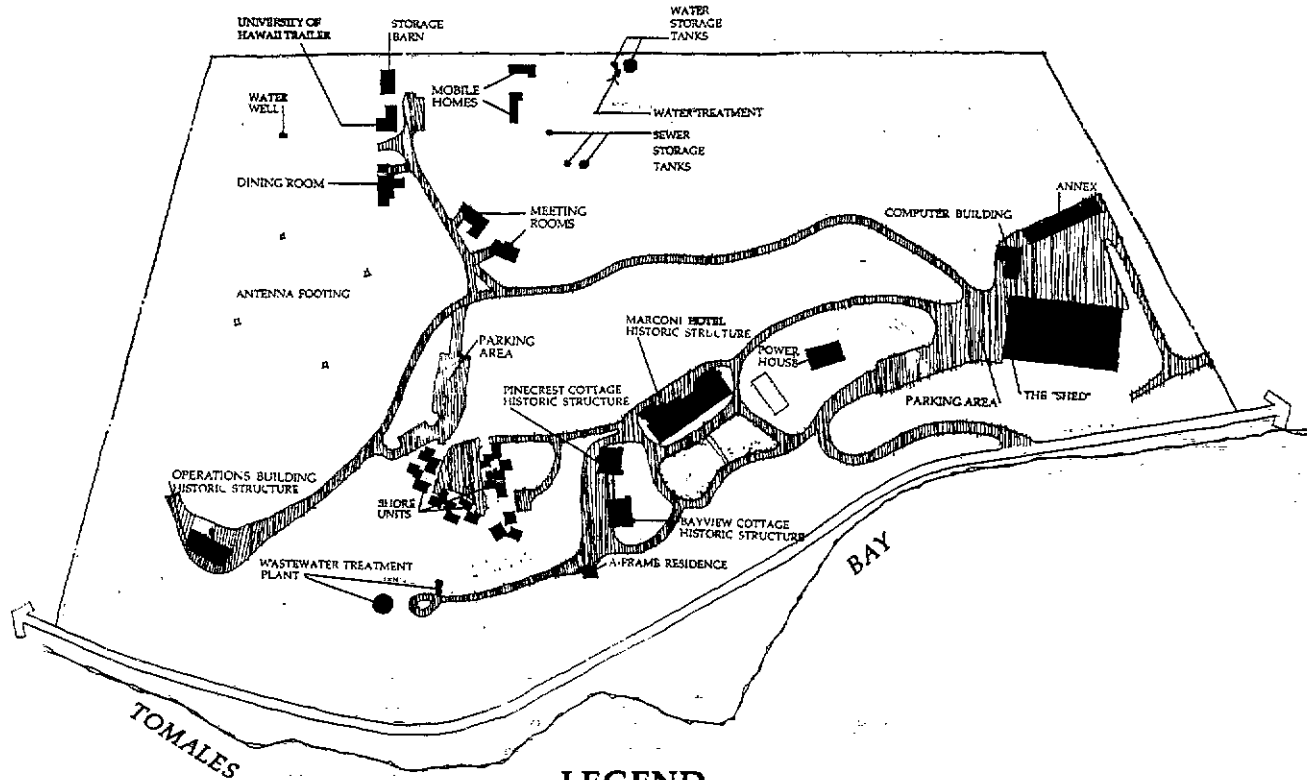 UNIVERSITY OF
HAWAII TRAILER
STORAGE
BARN
WATER
STORAGE
TANKS
WATER
WELL
MOBILE
HOMES
WATER TREATMENT
SEWER
STORAGE
TANKS
DINING ROOM
MEETING
ROOMS
ANNEX
COMPUTER BUILDING
ANTENNA FOOTING
MARCONI HOTEL
HISTORIC STRUCTURE
PARKING
AREA
POWER
HOUSE
PINECREST COTTAGE
HISTORIC STRUCTURE
PARKING AREA
THE "SHED"
OPERATIONS BUILDING
HISTORIC STRUCTURE
SHORE
UNITS
BAYVIEW COTTAGE
HISTORIC STRUCTURE
WASTEWATER TREATMENT
PLANT
A-FRAME RESIDENCE
BAY
TOMALES
LEGEND